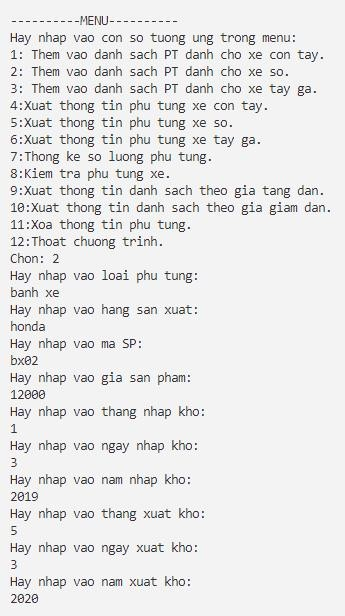 ----------MENU----------
Hay nhap vao con so tuong ung trong menu:
1: Them vao danh sach PT danh cho xe con tay.
2: Them vao danh sach PT danh cho xe so.
3: Them vao danh sach PT danh cho xe tay ga.
4:Xuat thong tin phu tung xe con tay.
5:Xuat thong tin phu tung xe so.
6:Xuat thong tin phu tung xe tay ga.
7:Thong ke so luong phu tung.
8:Kiem tra phu tung xe.
9:Xuat thong tin danh sach theo gia tang dan.
10:Xuat thong tin danh sach theo gia giam dan.
11:Xoa thong tin phu tung.
12:Thoat chuong trinh.
Chon: 2
Hay nhap vao loai phu tung:
banh xe
Hay nhap vao hang san xuat:
honda
Hay nhap vao ma SP:
bx02
Hay nhap vao gia san pham:
12000
Hay nhap vao thang nhap kho:
1
Hay nhap vao ngay nhap kho:
3
Hay nhap vao nam nhap kho:
2019
Hay nhap vao thang xuat kho:
5
Hay nhap vao ngay xuat kho:
3
Hay nhap vao nam xuat kho:
2020